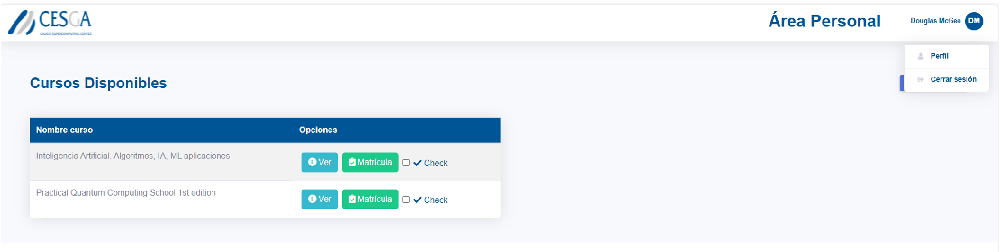 CESGA
GALICIA SUPERCOMPUTING CENTER
Área Personal
Douglas McGee DM
Perfil
Cerrar sesión
Cursos Disponibles
Nombre curso Opciones
Inteligencia Artificial. Algoritmos, IA, ML aplicaciones Ver Matrícula Check
Practical Quantum Computing School 1st edition Ver Matrícula Check